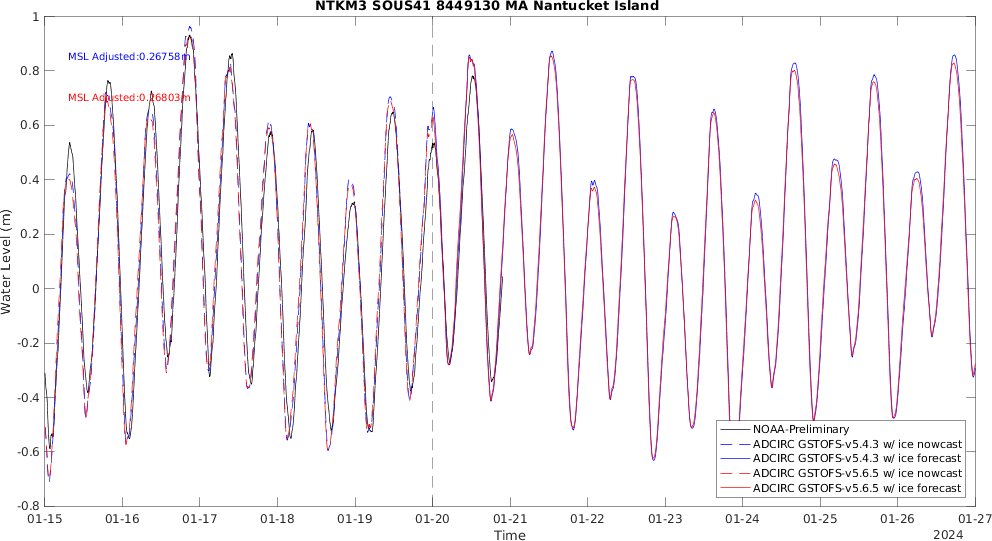 NTKM3 SOUS41 8449130 MA Nantucket Island
1
0.8
0.6
0.4
0.2
0
-0.2
-0.4
-0.6
-0.8
Water Level (m)
MSL Adjusted:0.26758m
MSL Adjusted:0.26803m
NOAA-Preliminary
ADCIRC GSTOFS-v5.4.3 w/ ice nowcast
ADCIRC GSTOFS-v5.4.3 w/ ice forecast
ADCIRC GSTOFS-v5.6.5 w/ ice nowcast
ADCIRC GSTOFS-v5.6.5 w/ ice forecast
01-15 01-16 01-17 01-18 01-19 01-20 01-21 01-22 01-23 01-24 01-25 01-26 01-27
Time
2024